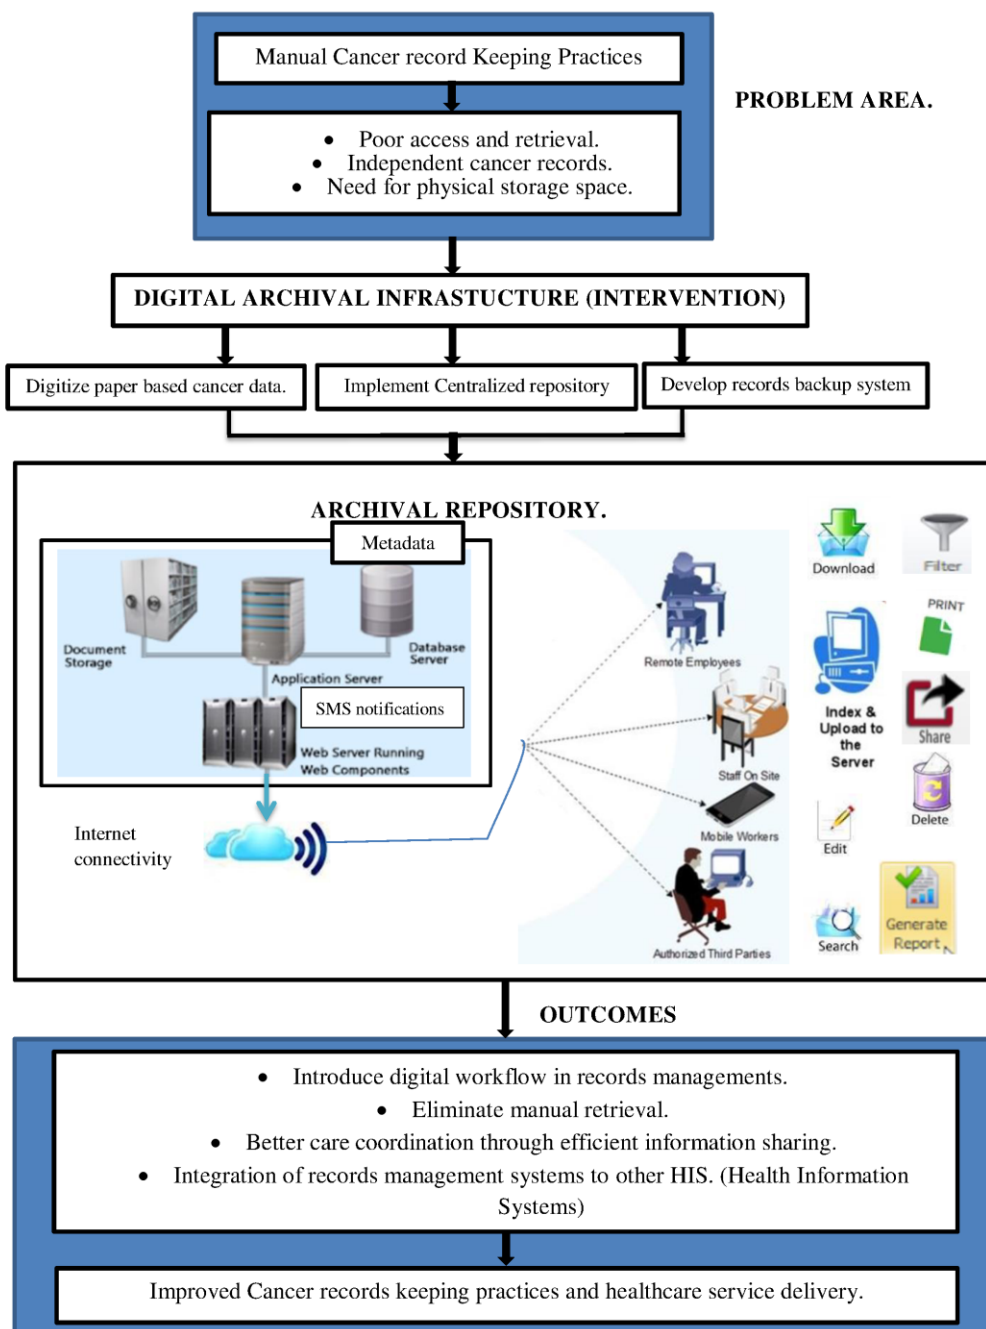 Manual Cancer record Keeping Practices
PROBLEM AREA.
• Poor access and retrieval.
• Independent cancer records.
• Need for physical storage space.
DIGITAL ARCHIVAL INFRASTUCTURE (INTERVENTION)
Digitize paper based cancer data.
Implement Centralized repository
Develop records backup system
ARCHIVAL REPOSITORY.
Metadata
Document
Storage
Database
Server
Application Server
SMS notifications
Web Server Running
Web Components
Internet
connectivity
Remote Employees
Staff On Site
Mobile Workers
Authorized Third Parties
Download
Filter
PRINT
Index &
Upload to
the
Server
Share
Delete
Edit
Search
Generate
Report
OUTCOMES
• Introduce digital workflow in records managements.
• Eliminate manual retrieval.
• Better care coordination through efficient information sharing.
• Integration of records management systems to other HIS. (Health Information
Systems)
Improved Cancer records keeping practices and healthcare service delivery.